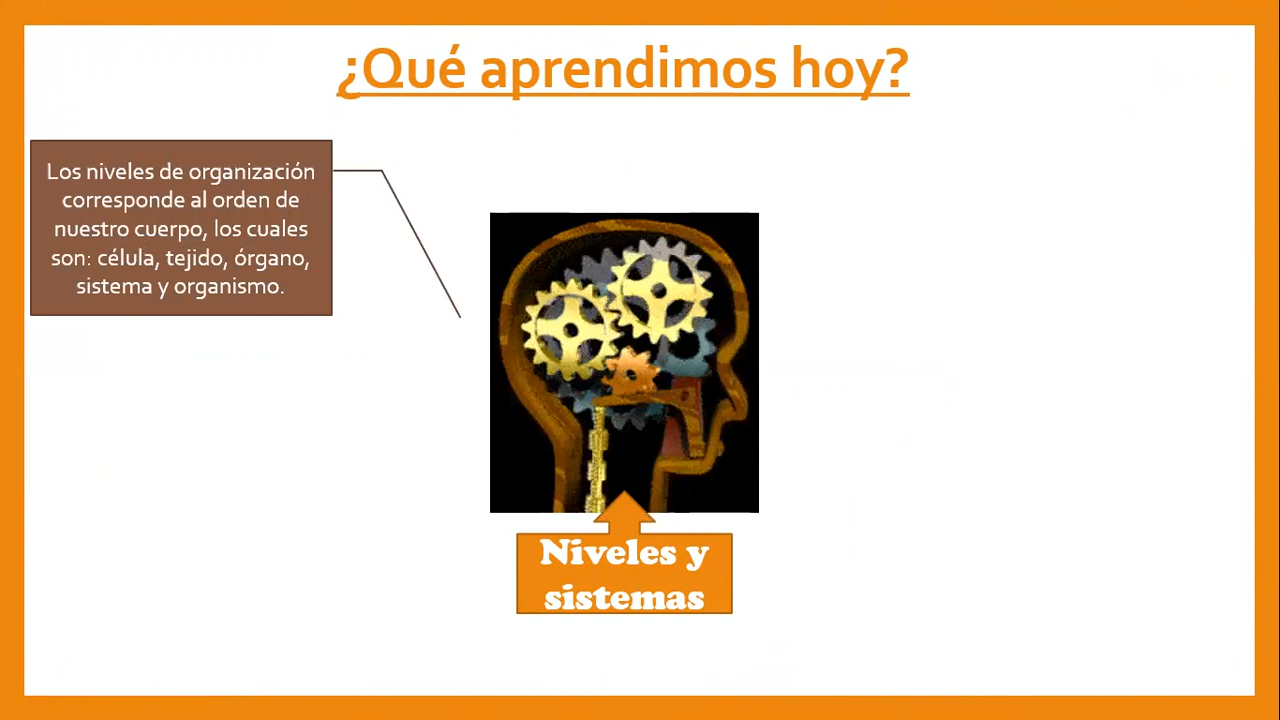 ¿Qué aprendimos hoy?
Los niveles de organización
corresponde al orden de
nuestro cuerpo, los cuales
son: célula, tejido, órgano,
sistema y organismo.
Niveles y
sistemas